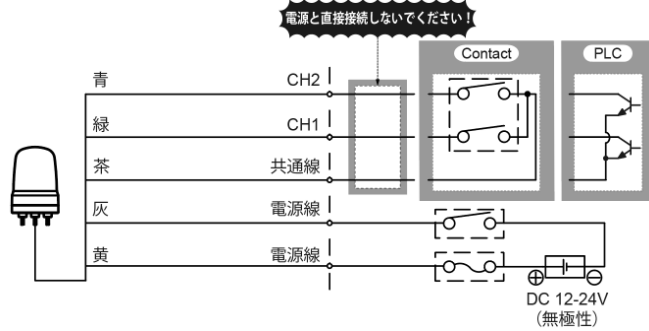 電源と直接接続しないでください!
Contact
PLC
青
CH2
緑
CH1
茶
共通線
灰
電源線
黄
電源線
DC 12-24V
(無極性)